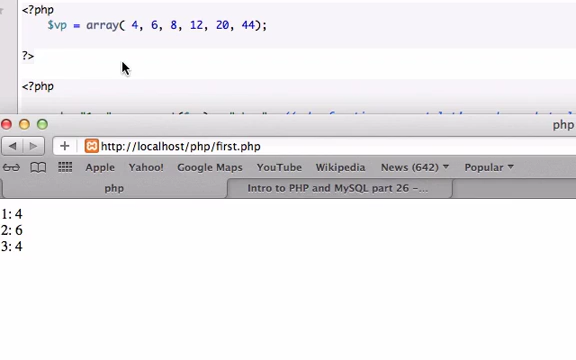 <?php
$vp = array( 4, 6, 8, 12, 20, 44);
?>
<?php
php
http://localhost/php/first.php
Apple Yahoo! Google Maps YouTube Wikipedia News (642) Popular
php Intro to PHP and MySQL part 26 –...
1: 4
2: 6
3: 4